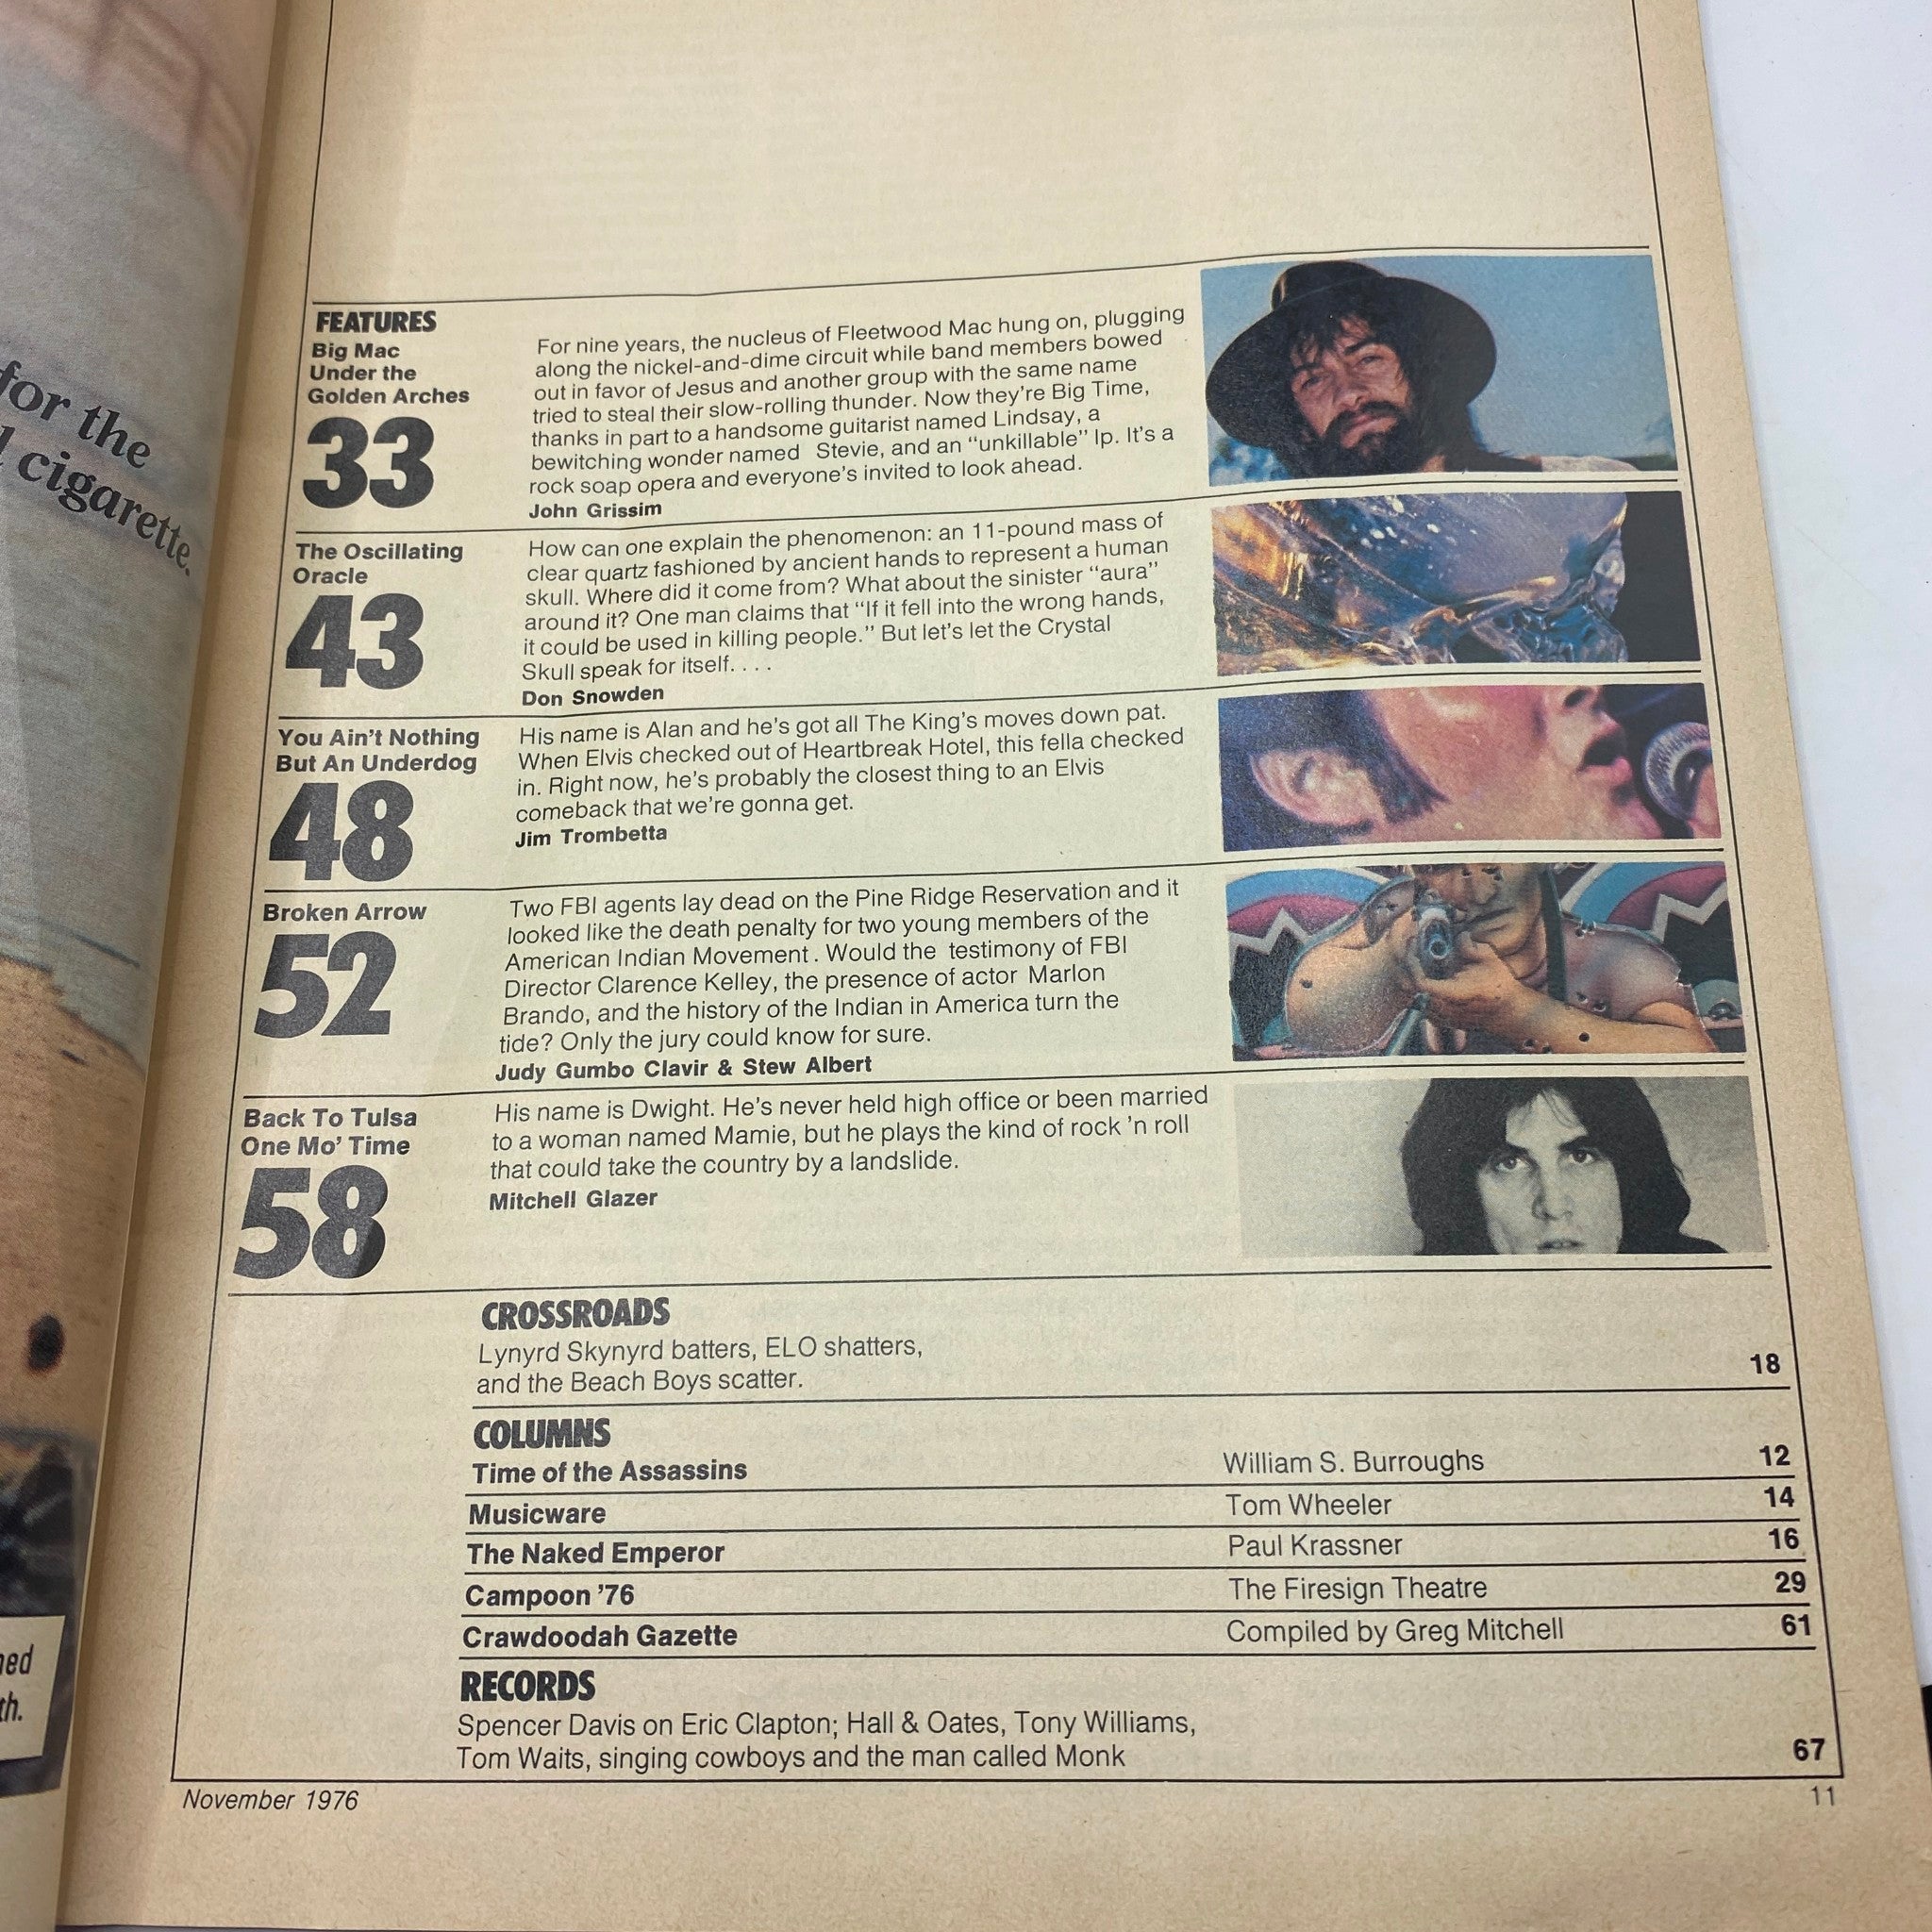 for the
cigarette.
ned
th.
FEATURES
Big Mac
Under the
Golden Arches
33
For nine years, the nucleus of Fleetwood Mac hung on, plugging
along the nickel-and-dime circuit while band members bowed
out in favor of Jesus and another group with the same name
tried to steal their slow-rolling thunder. Now they're Big Time,
thanks in part to a handsome guitarist named Lindsay, a
bewitching wonder named Stevie, and an "unkillable" lp. It's a
rock soap opera and everyone's invited to look ahead.
John Grissim
The Oscillating
Oracle
43
How can one explain the phenomenon: an 11-pound mass of
clear quartz fashioned by ancient hands to represent a human
skull. Where did it come from? What about the sinister "aura"
around it? One man claims that "If it fell into the wrong hands,
it could be used in killing people." But let's let the Crystal
Skull speak for itself. . . .
Don Snowden
You Ain't Nothing
But An Underdog
48
His name is Alan and he's got all The King's moves down pat.
When Elvis checked out of Heartbreak Hotel, this fella checked
in. Right now, he's probably the closest thing to an Elvis
comeback that we're gonna get.
Jim Trombetta
Broken Arrow
52
Two FBI agents lay dead on the Pine Ridge Reservation and it
looked like the death penalty for two young members of the
American Indian Movement. Would the testimony of FBI
Director Clarence Kelley, the presence of actor Marlon
Brando, and the history of the Indian in America turn the
tide? Only the jury could know for sure.
Judy Gumbo Clavir & Stew Albert
Back To Tulsa
One Mo' Time
58
His name is Dwight. He's never held high office or been married
to a woman named Mamie, but he plays the kind of rock 'n roll
that could take the country by a landslide.
Mitchell Glazer
CROSSROADS
Lynyrd Skynyrd batters, ELO shatters,
and the Beach Boys scatter. 18
COLUMNS
Time of the Assassins William S. Burroughs 12
Musicware Tom Wheeler 14
The Naked Emperor Paul Krassner 16
Campoon '76 The Firesign Theatre 29
Crawdoodah Gazette Compiled by Greg Mitchell 61
RECORDS
Spencer Davis on Eric Clapton; Hall & Oates, Tony Williams,
Tom Waits, singing cowboys and the man called Monk 67
November 1976 11